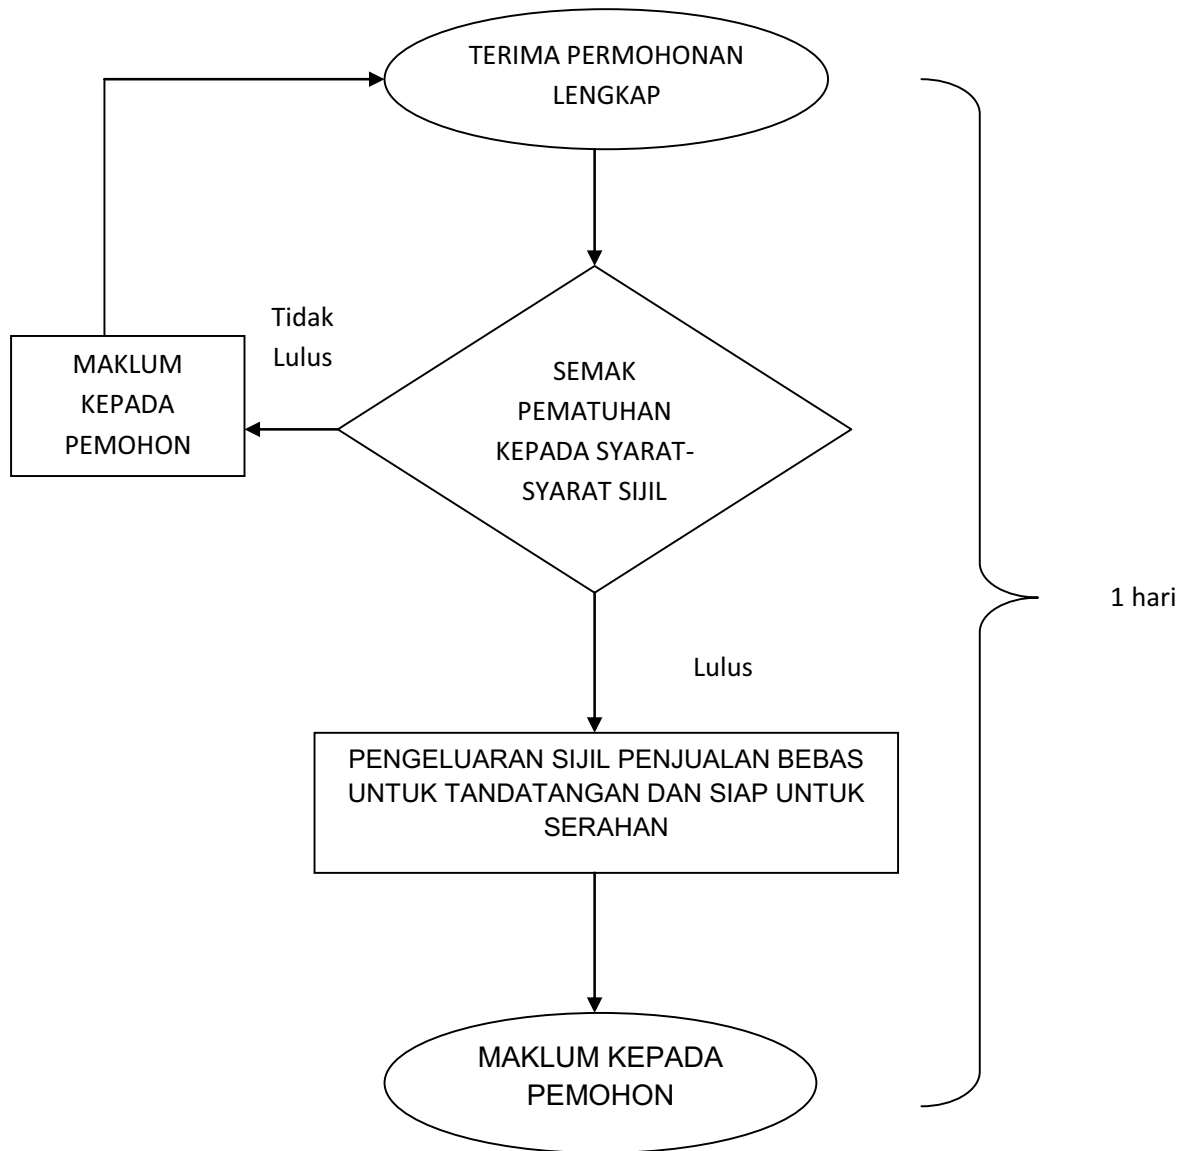 TERIMA PERMOHONAN
LENGKAP
Tidak
Lulus
MAKLUM
KEPADA
PEMOHON
SEMAK
PEMATUHAN
KEPADA SYARAT-
SYARAT SIJIL
1 hari
Lulus
PENGELUARAN SIJIL PENJUALAN BEBAS
UNTUK TANDATANGAN DAN SIAP UNTUK
SERAHAN
MAKLUM KEPADA
PEMOHON